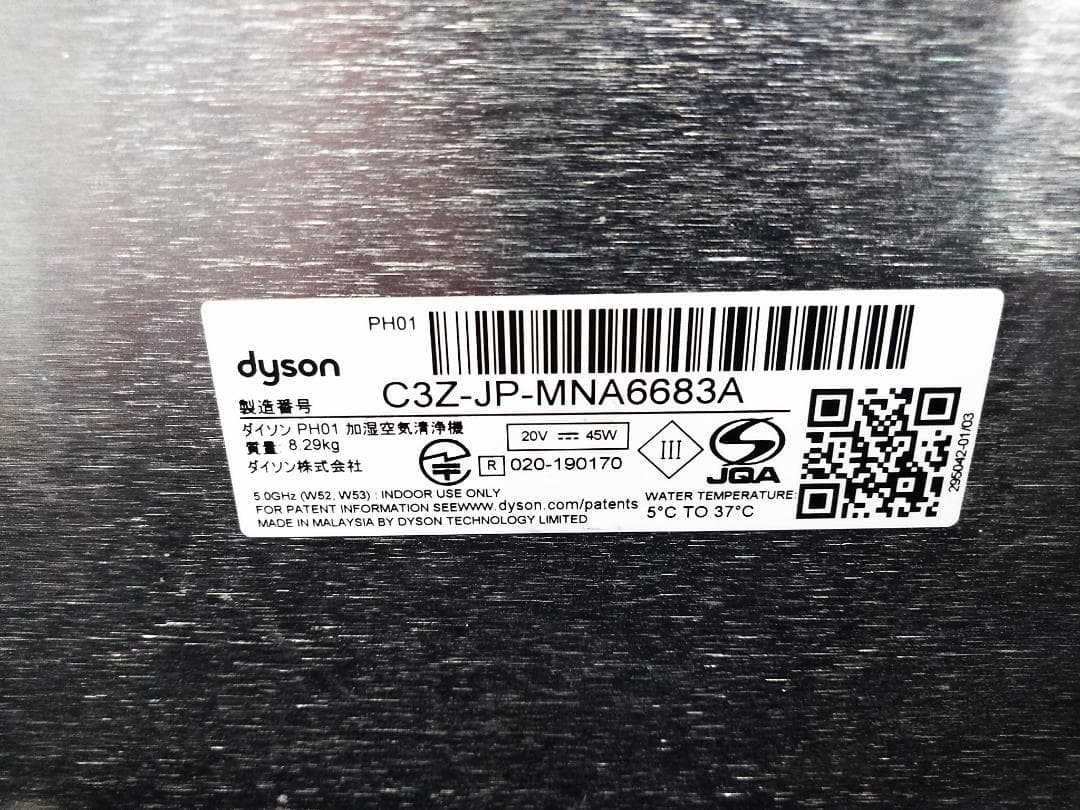 PH01
dyson
C3Z-JP-MNA6683A
製造番号
ダイソン PH01 加湿空気清浄機
質量: 8.29kg
ダイソン株式会社
20V ⎓ 45W
R 020-190170
III
JQA
5.0GHz (W52, W53) : INDOOR USE ONLY
FOR PATENT INFORMATION SEEwww.dyson.com/patents
MADE IN MALAYSIA BY DYSON TECHNOLOGY LIMITED
WATER TEMPERATURE:
5°C TO 37°C
295042-01/03